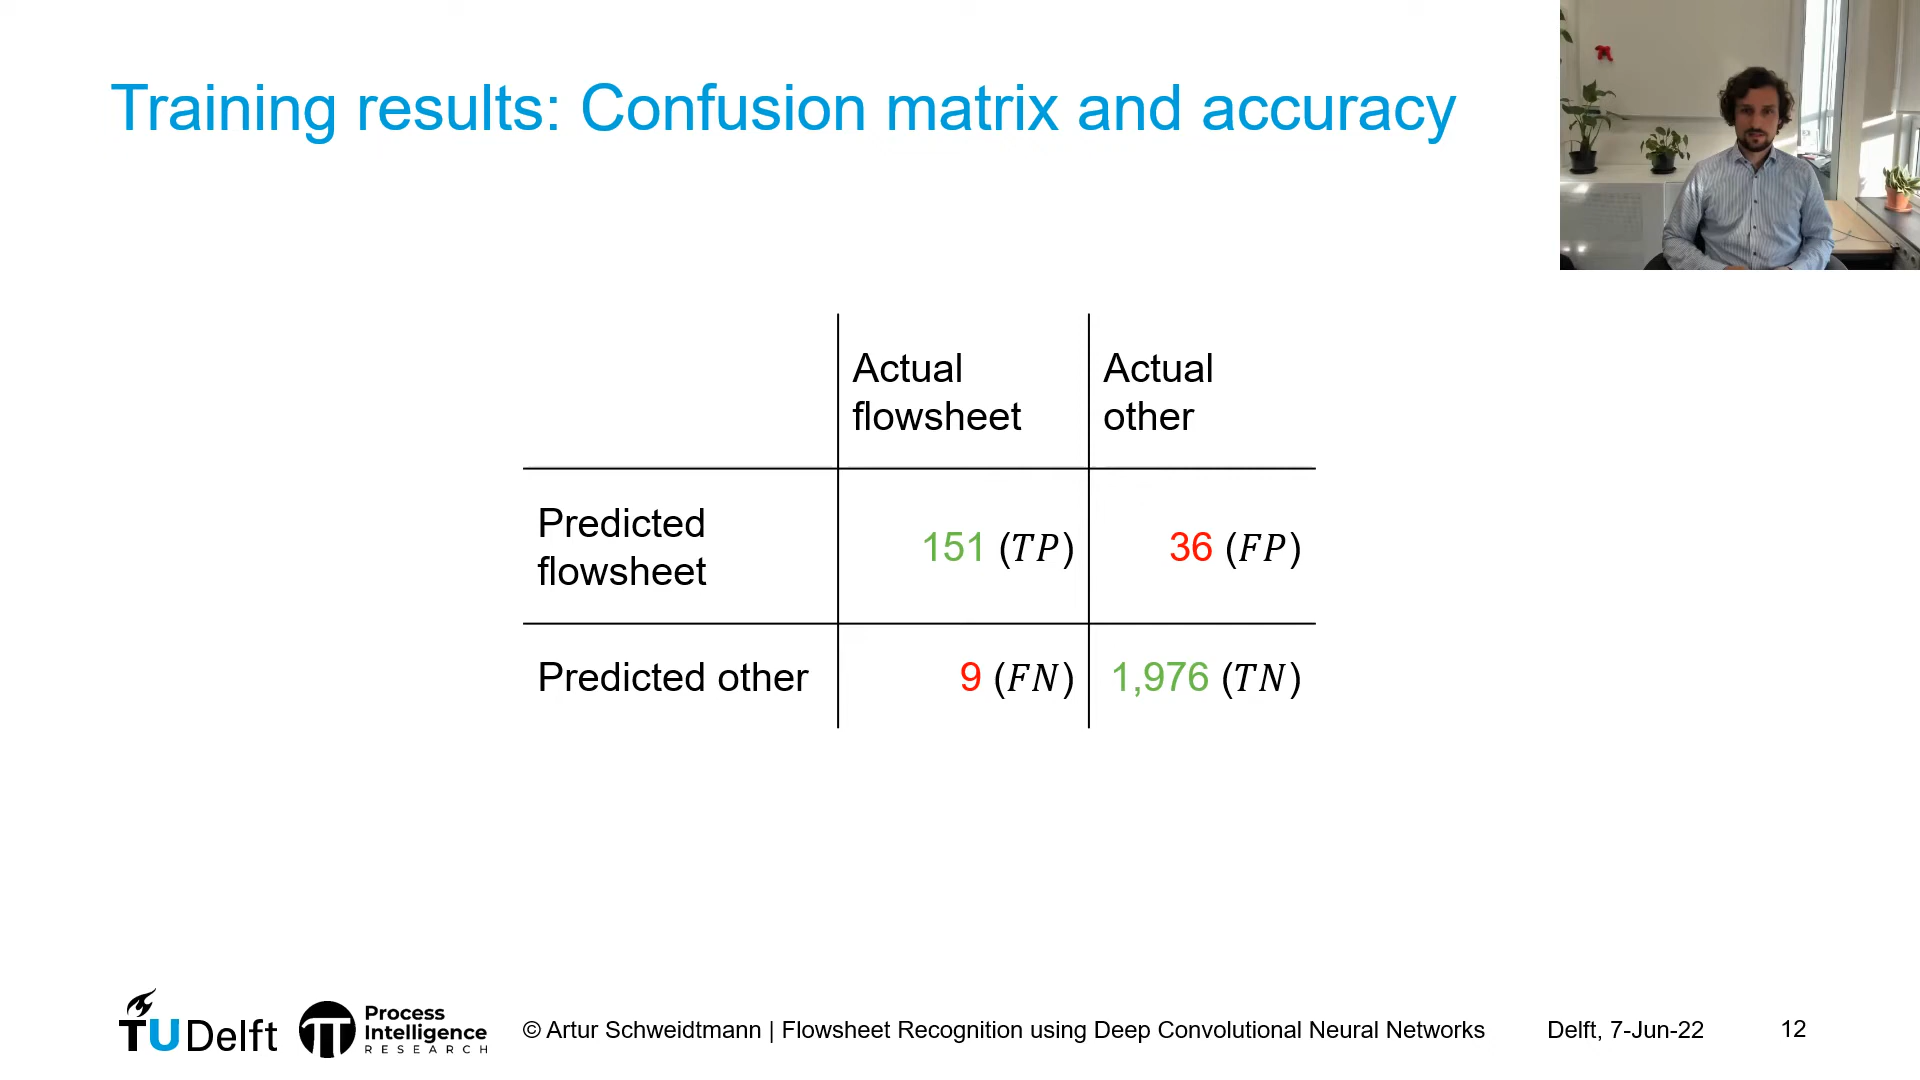 Training results: Confusion matrix and accuracy
Actual
flowsheet
Actual
other
Predicted
flowsheet
151 (TP)
36 (FP)
Predicted other
9 (FN)
1,976 (TN)
TU Delft
Process
Intelligence
RESEARCH
© Artur Schweidtmann | Flowsheet Recognition using Deep Convolutional Neural Networks
Delft, 7-Jun-22
12